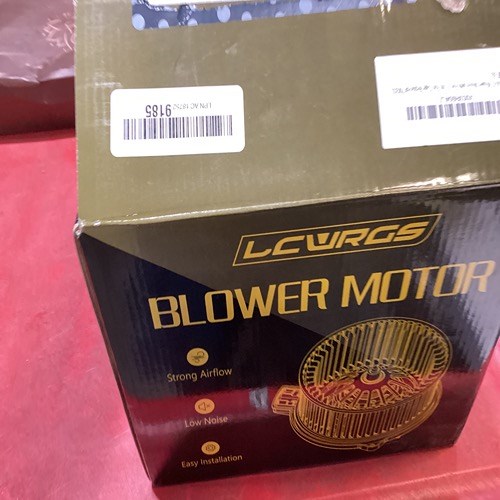 9185
LCWRGS
BLOWER MOTOR
Strong Airflow
Low Noise
Easy Installation